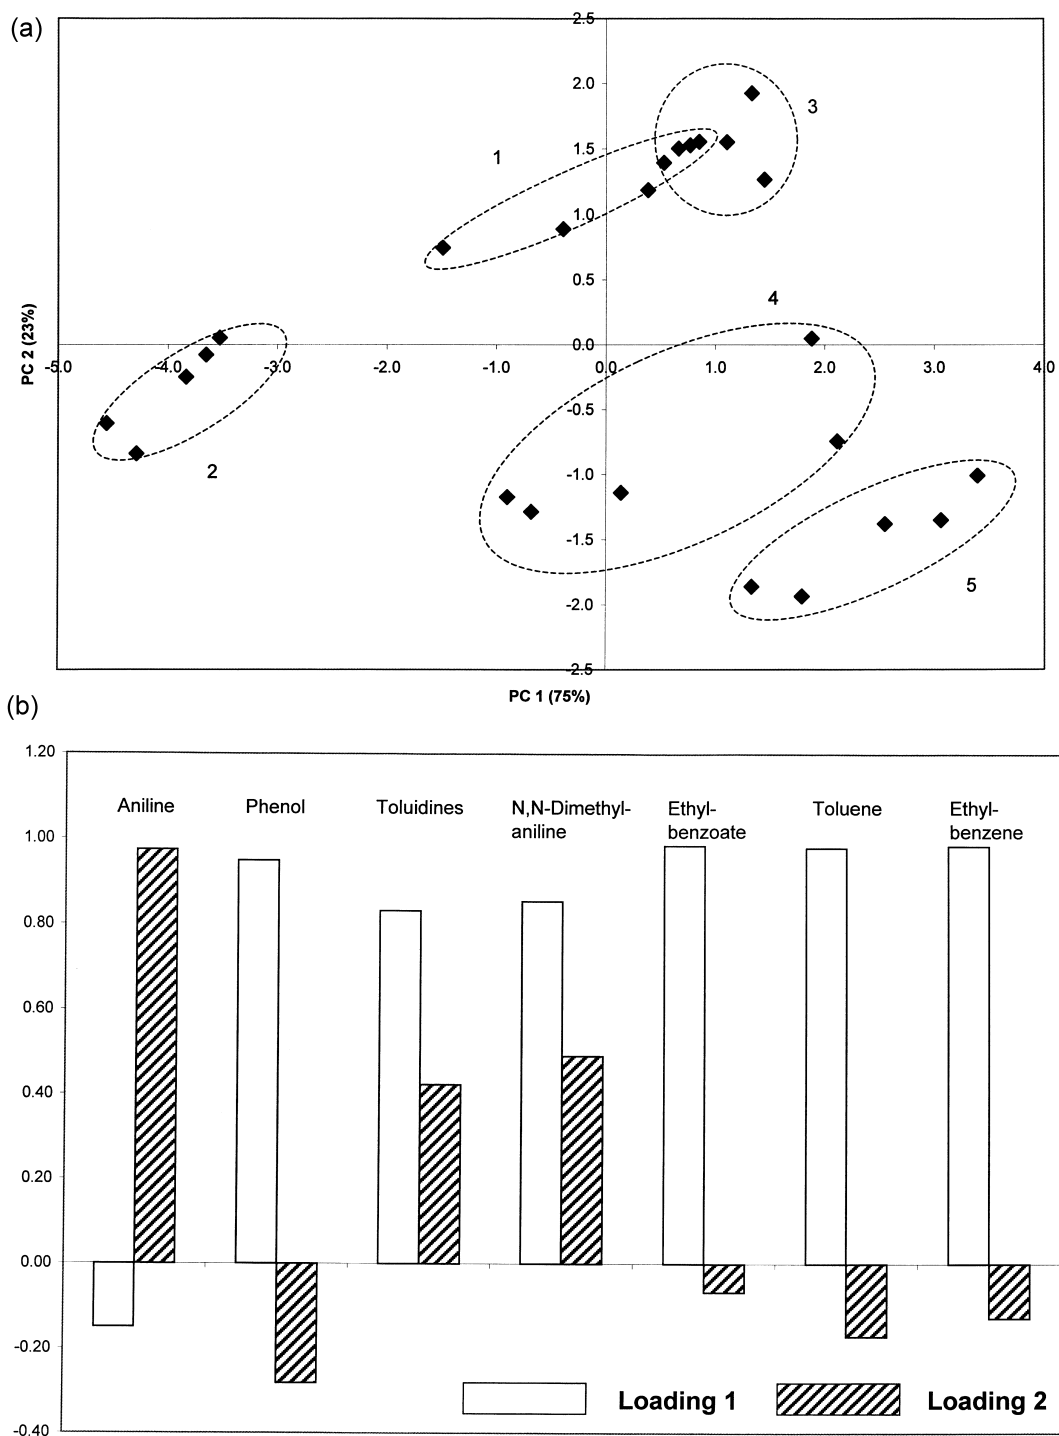 (a)
2.5
2.0
1.5
1.0
0.5
0.0
-0.5
-1.0
-1.5
-2.0
-2.5
-5.0
-4.0
-3.0
-2.0
-1.0
0.0
1.0
2.0
3.0
4.0
1
2
3
4
5
PC 2 (23%)
PC 1 (75%)
(b)
1.20
1.00
0.80
0.60
0.40
0.20
0.00
-0.20
-0.40
Aniline
Phenol
Toluidines
N,N-Dimethyl-
aniline
Ethyl-
benzoate
Toluene
Ethyl-
benzene
Loading 1
Loading 2